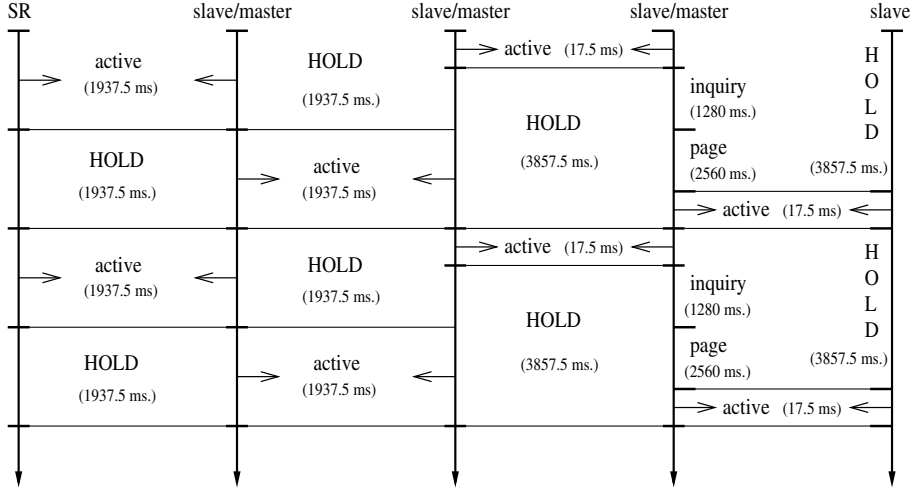 SR slave/master slave/master slave/master slave
active (17.5 ms)
active
(1937.5 ms)
HOLD
(1937.5 ms.)
HOLD
(3857.5 ms.)
inquiry
(1280 ms.)
page
(2560 ms.)
H
O
L
D
(3857.5 ms.)
HOLD
(1937.5 ms.)
active
(1937.5 ms)
active (17.5 ms)
active (17.5 ms)
active
(1937.5 ms)
HOLD
(1937.5 ms.)
HOLD
(3857.5 ms.)
inquiry
(1280 ms.)
page
(2560 ms.)
H
O
L
D
(3857.5 ms.)
HOLD
(1937.5 ms.)
active
(1937.5 ms)
active (17.5 ms)